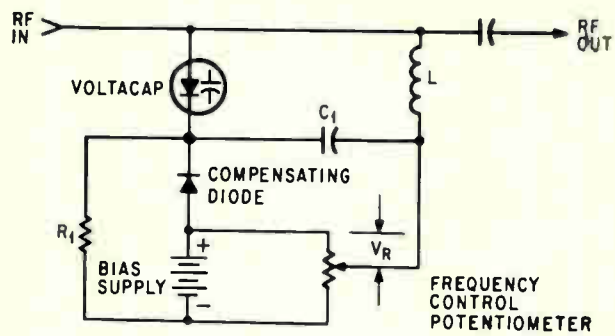 RF
IN
RF
OUT
VOLTACAP
L
C1
COMPENSATING
DIODE
R1
+
VR
BIAS
SUPPLY
-
FREQUENCY
CONTROL
POTENTIOMETER